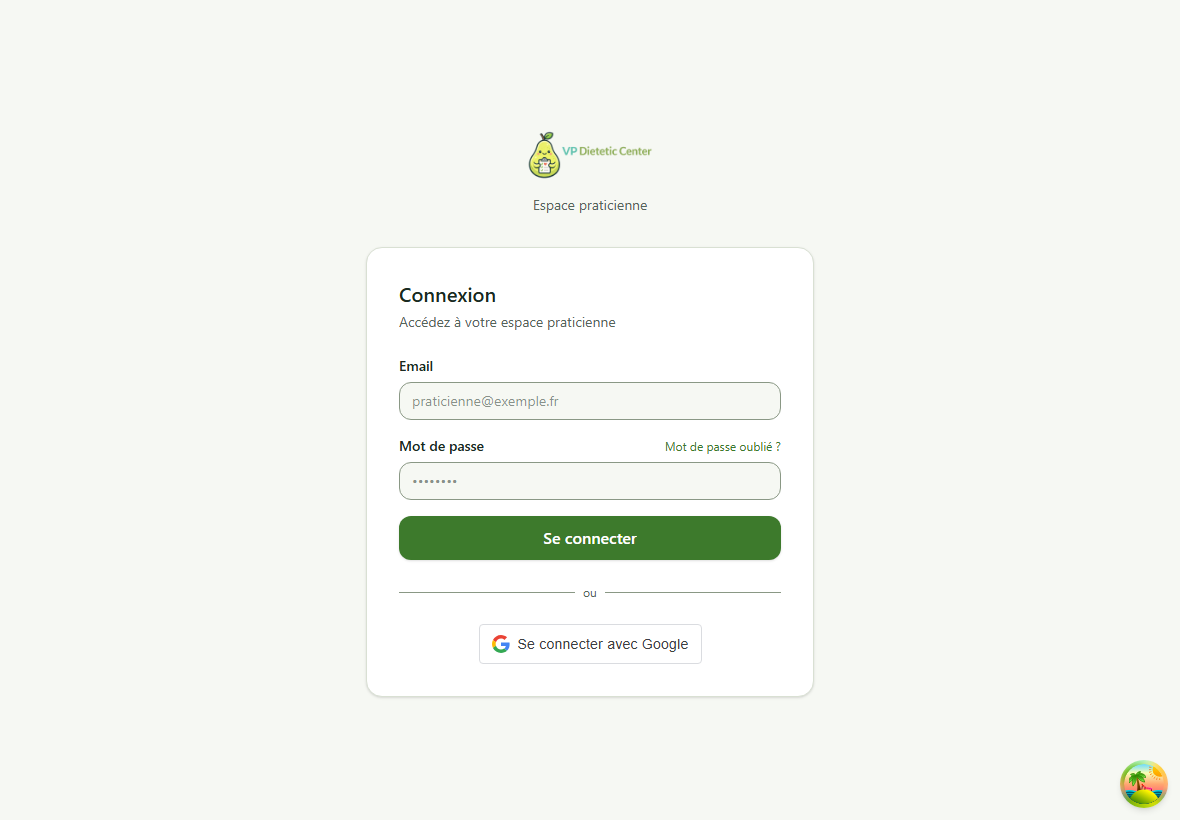 VP Dietetic Center
Espace praticienne
Connexion
Accédez à votre espace praticienne
Email
praticienne@exemple.fr
Mot de passe
Mot de passe oublié ?
••••••••
Se connecter
ou
Se connecter avec Google